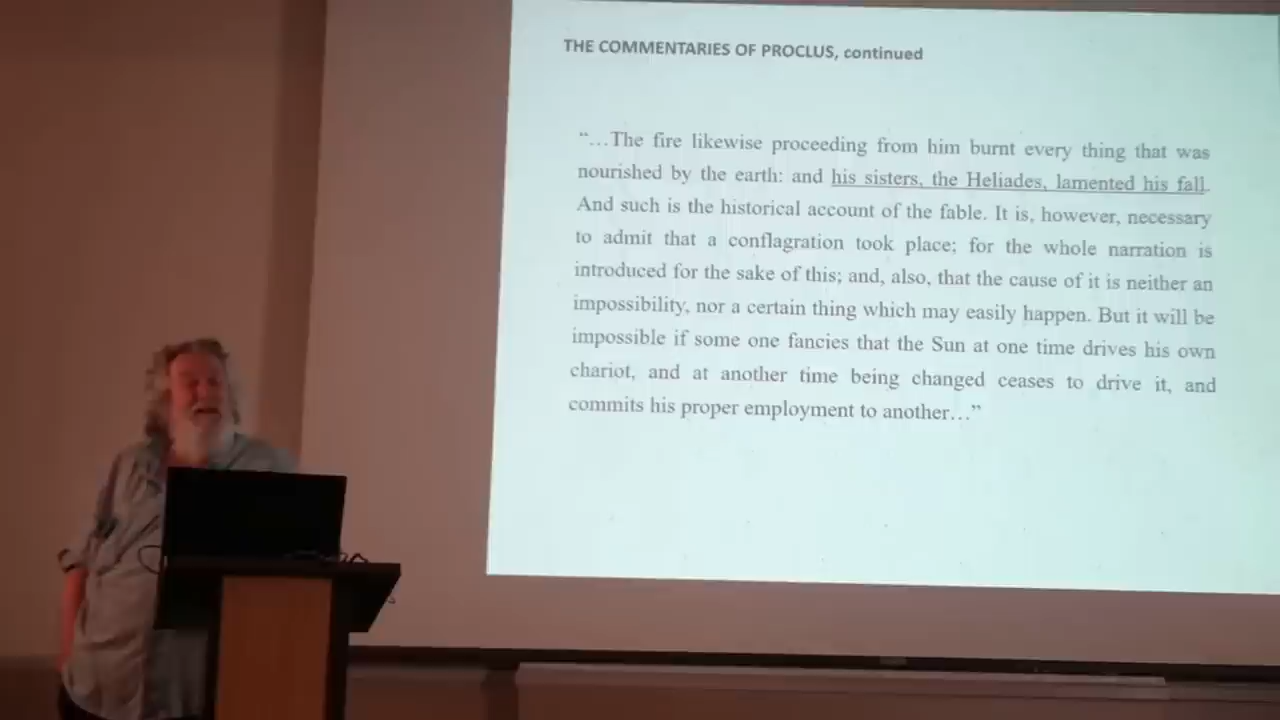 THE COMMENTARIES OF PROCLUS, continued
“…The fire likewise proceeding from him burnt every thing that was
nourished by the earth: and his sisters, the Heliades, lamented his fall.
And such is the historical account of the fable. It is, however, necessary
to admit that a conflagration took place; for the whole narration is
introduced for the sake of this; and, also, that the cause of it is neither an
impossibility, nor a certain thing which may easily happen. But it will be
impossible if some one fancies that the Sun at one time drives his own
chariot, and at another time being changed ceases to drive it, and
commits his proper employment to another…”